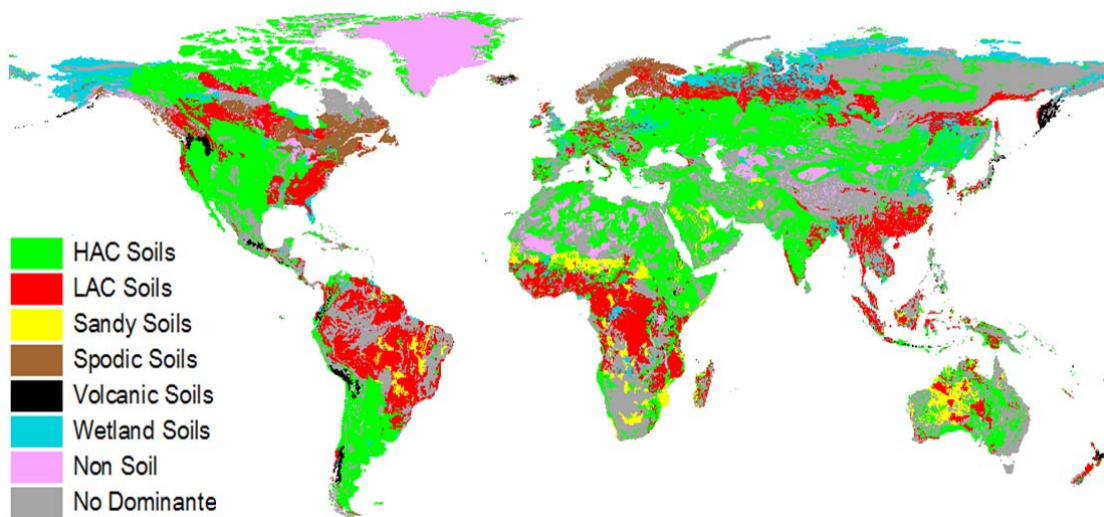 HAC Soils
LAC Soils
Sandy Soils
Spodic Soils
Volcanic Soils
Wetland Soils
Non Soil
No Dominante